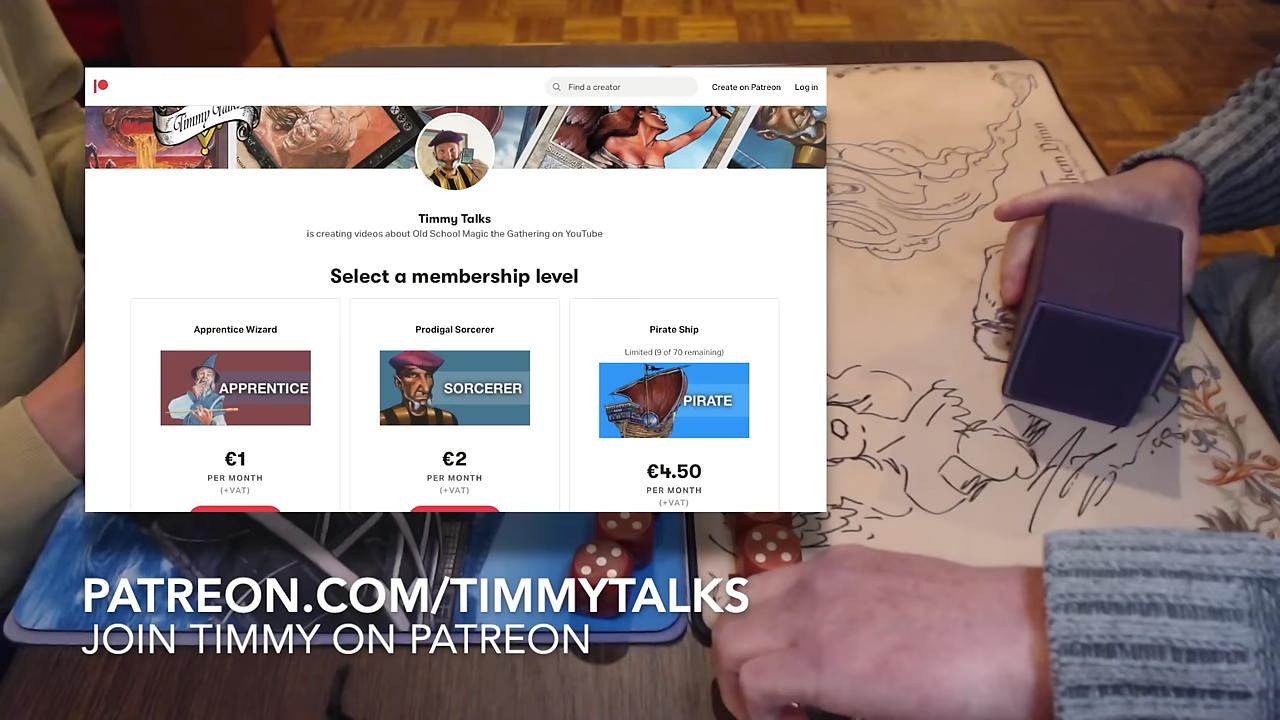 Find a creator
Create on Patreon
Log in
Timmy Talks
Timmy Talks
is creating videos about Old School Magic the Gathering on YouTube
Select a membership level
Apprentice Wizard
Prodigal Sorcerer
Pirate Ship
Limited (9 of 70 remaining)
APPRENTICE
SORCERER
PIRATE
€1
PER MONTH
(+VAT)
€2
PER MONTH
(+VAT)
€4.50
PER MONTH
(+VAT)
PATREON.COM/TIMMYTALKS
JOIN TIMMY ON PATREON